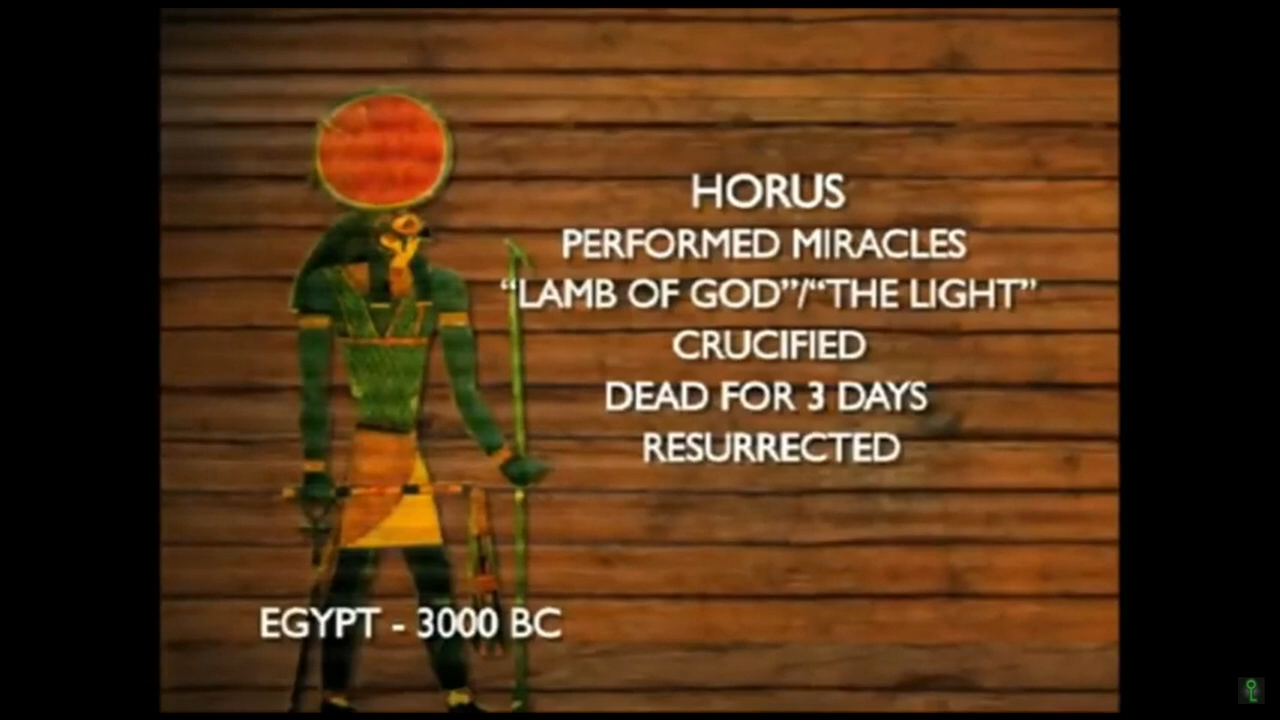 HORUS
PERFORMED MIRACLES
“LAMB OF GOD”/“THE LIGHT”
CRUCIFIED
DEAD FOR 3 DAYS
RESURRECTED
EGYPT - 3000 BC